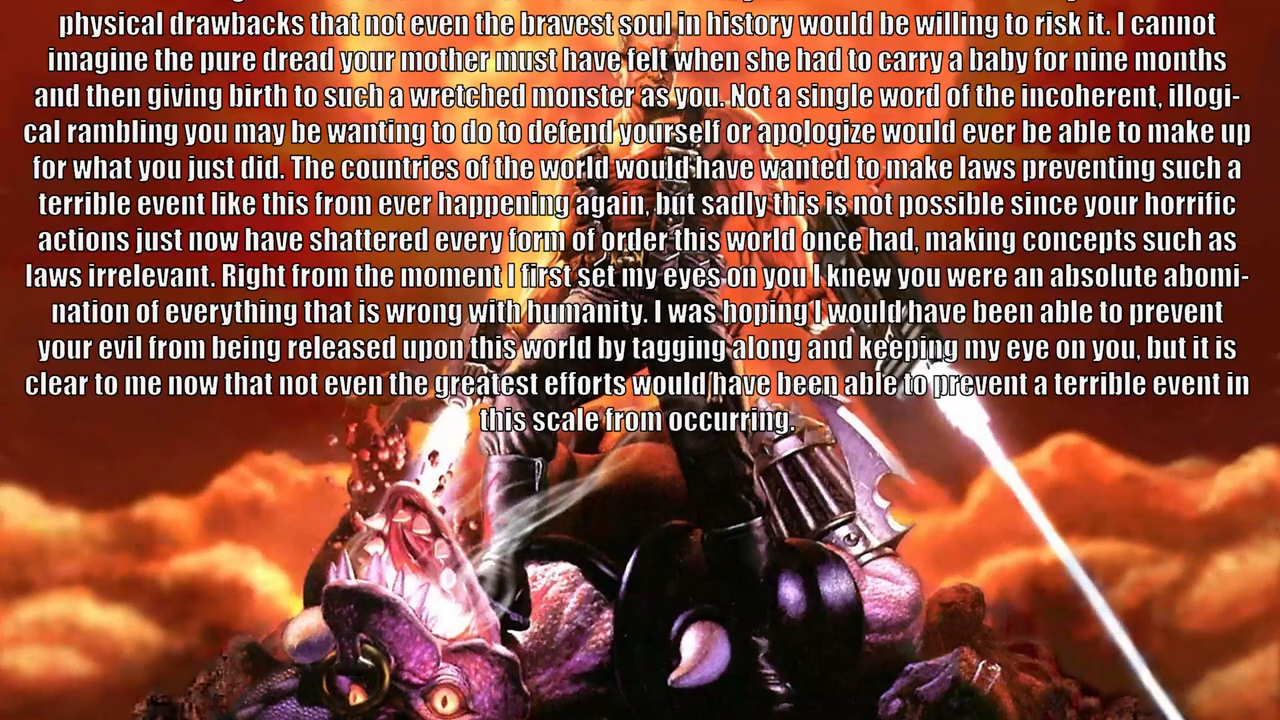 physical drawbacks that not even the bravest soul in history would be willing to risk it. I cannot
imagine the pure dread your mother must have felt when she had to carry a baby for nine months
and then giving birth to such a wretched monster as you. Not a single word of the incoherent, illogi-
cal rambling you may be wanting to do to defend yourself or apologize would ever be able to make up
for what you just did. The countries of the world would have wanted to make laws preventing such a
terrible event like this from ever happening again, but sadly this is not possible since your horrific
actions just now have shattered every form of order this world once had, making concepts such as
laws irrelevant. Right from the moment I first set my eyes on you I knew you were an absolute abomi-
nation of everything that is wrong with humanity. I was hoping I would have been able to prevent
your evil from being released upon this world by tagging along and keeping my eye on you, but it is
clear to me now that not even the greatest efforts would have been able to prevent a terrible event in
this scale from occurring.